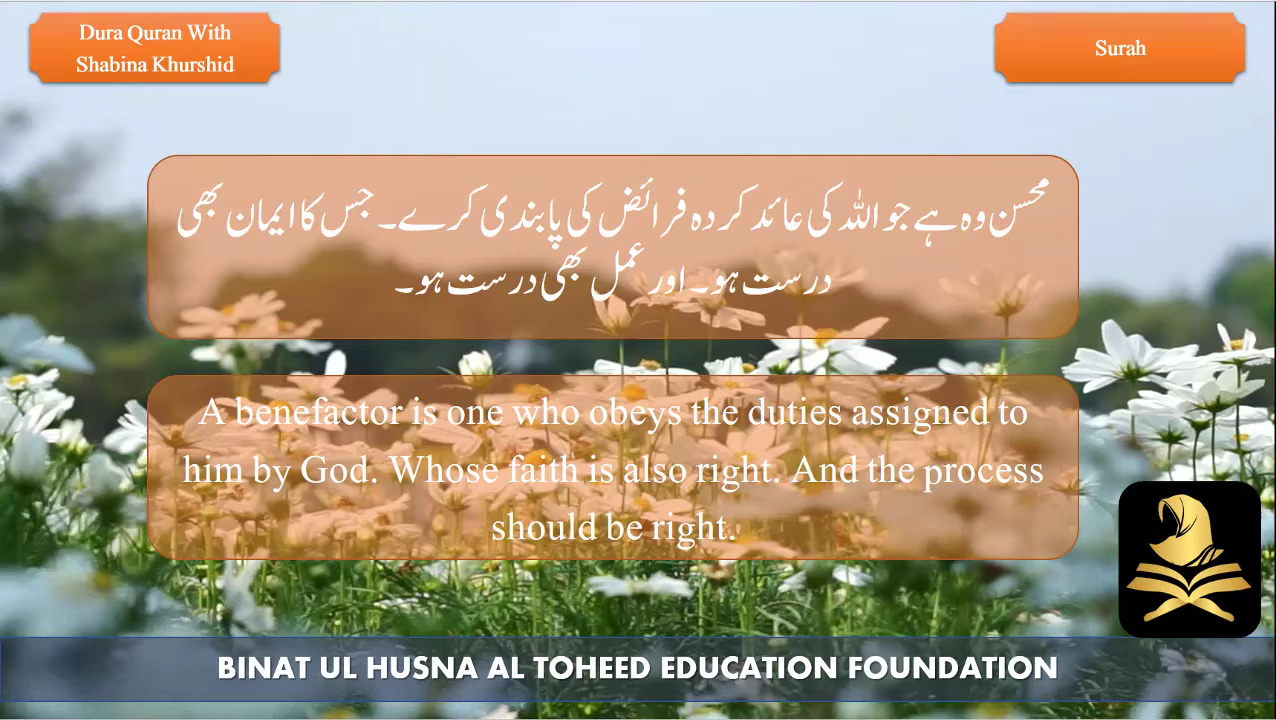 Dura Quran With
Shabina Khurshid
Surah
محسن وہ ہے جو اللہ کی عائد کردہ فرائض کی پابندی کرے۔ جس کا ایمان بھی
درست ہو۔ اور عمل بھی درست ہو۔
A benefactor is one who obeys the duties assigned to
him by God. Whose faith is also right. And the process
should be right.
BINAT UL HUSNA AL TOHEED EDUCATION FOUNDATION